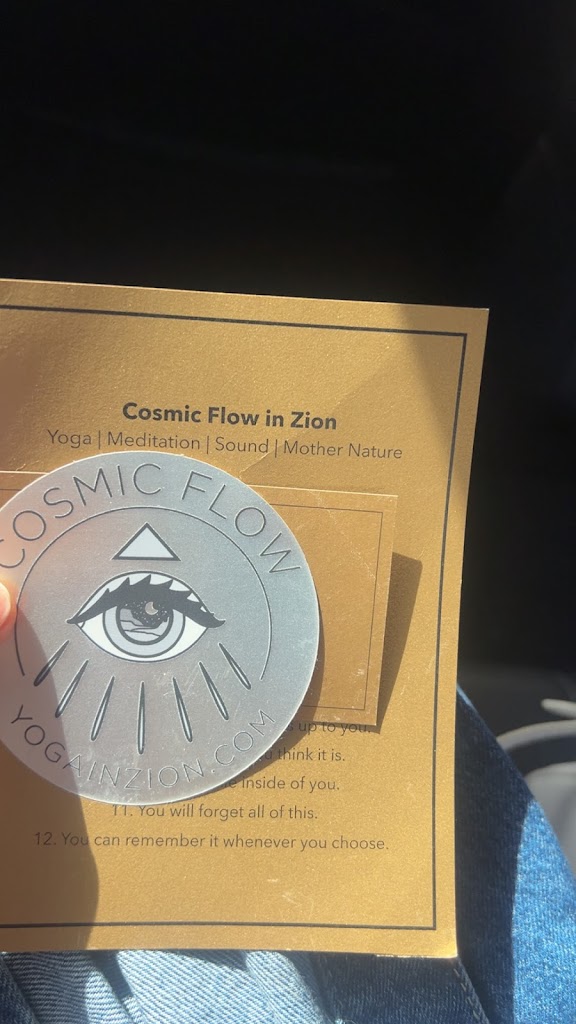 Cosmic Flow in Zion
Yoga | Meditation | Sound | Mother Nature
COSMIC FLOW
YOGAINZION.COM
up to you.
think it is.
inside of you.
11. You will forget all of this.
12. You can remember it whenever you choose.